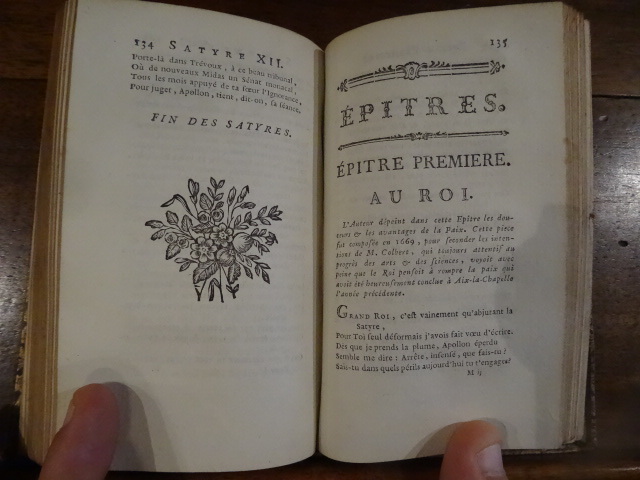 134 SATYRE XII.
Porte-là dans Trévoux, à ce beau tribunal,
Où de nouveaux Midas un Sénat monacal,
Tous les mois appuyé de ta sœur l'Ignorance,
Pour juger, Apollon, tient, dit-on, sa séance.
FIN DES SATYRES.
135
ÉPITRES.
ÉPITRE PREMIERE.
AU ROI.
L'Auteur dépeint dans cette Epître les dou-
ceurs & les avantages de la Paix. Cette piece
fut composée en 1669, pour seconder les inten-
tions de M. Colbert, qui toujours attentif au
progrès des arts & des sciences, voyoit avec
peine que le Roi pensoit à rompre la paix qui
avoit été heureusement conclue à Aix-la-Chapelle
l'année précédente.
GRAND ROI, c'est vainement qu'abjurant la
Satyre,
Pour Toi seul désormais j'avois fait vœu d'écrire.
Dès que je prends la plume, Apollon éperdu
Semble me dire: Arrête, insensé, que fais-tu?
Sais-tu dans quels périls aujourd'hui tu t'engages?
M ij